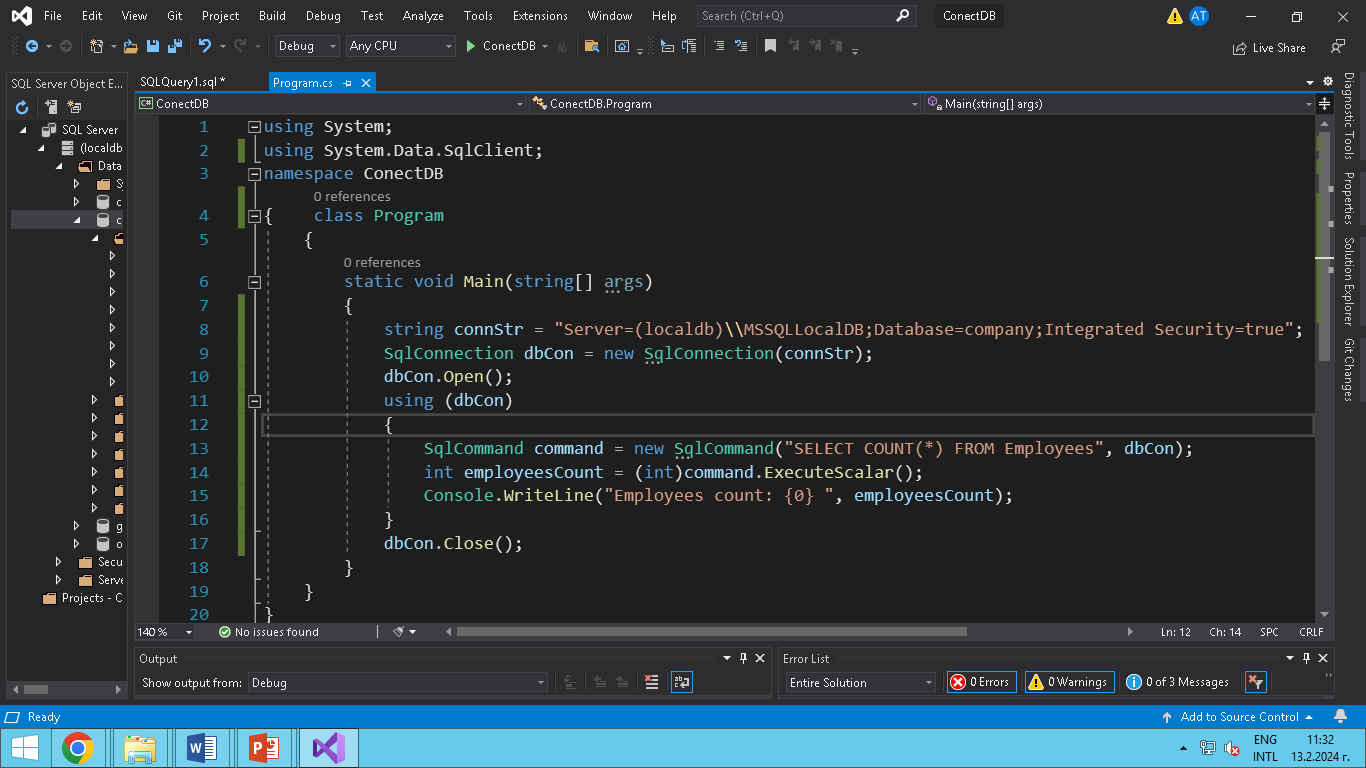 File Edit View Git Project Build Debug Test Analyze Tools Extensions Window Help Search (Ctrl+Q) ConectDB AT
Debug Any CPU ConectDB Live Share
SQL Server Object E...
SQL Server
(localdb
Data
Sy
c
c
g
o
Secu
Serve
Projects - C
SQLQuery1.sql * Program.cs
C# ConectDB ConectDB.Program Main(string[] args)
1 using System;
2 using System.Data.SqlClient;
3 namespace ConectDB
0 references
4 { class Program
5 {
0 references
6 static void Main(string[] args)
7 {
8 string connStr = "Server=(localdb)\\MSSQLLocalDB;Database=company;Integrated Security=true";
9 SqlConnection dbCon = new SqlConnection(connStr);
10 dbCon.Open();
11 using (dbCon)
12 {
13 SqlCommand command = new SqlCommand("SELECT COUNT(*) FROM Employees", dbCon);
14 int employeesCount = (int)command.ExecuteScalar();
15 Console.WriteLine("Employees count: {0} ", employeesCount);
16 }
17 dbCon.Close();
18 }
19 }
20 }
140 % No issues found Ln: 12 Ch: 14 SPC CRLF
Diagnostic Tools
Properties
Solution Explorer
Git Changes
Output
Show output from: Debug
Error List
Entire Solution 0 Errors 0 Warnings 0 of 3 Messages
Ready Add to Source Control
ENG 11:32
INTL 13.2.2024 г.